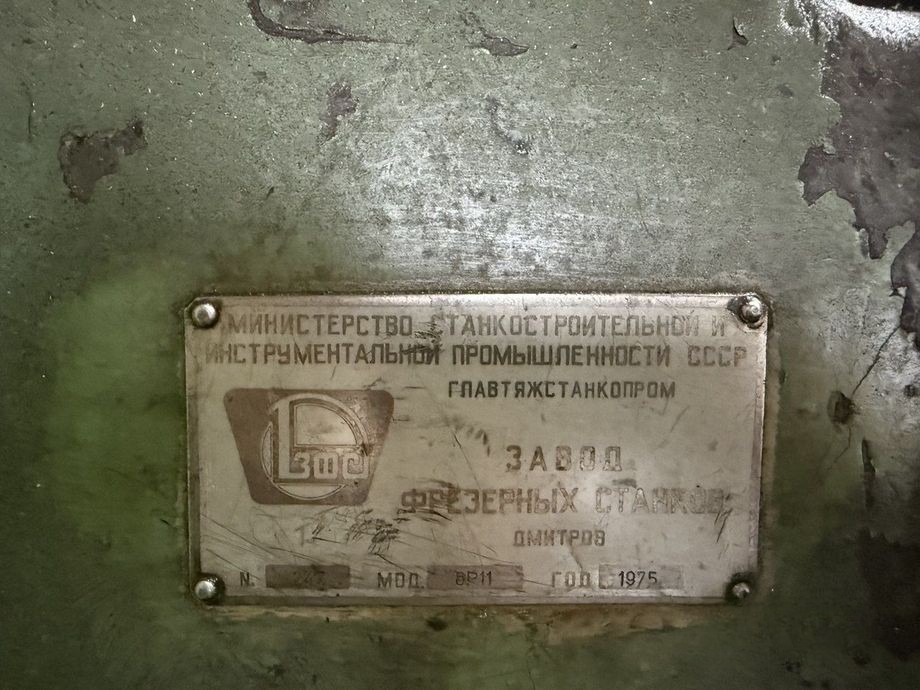 МИНИСТЕРСТВО СТАНКОСТРОИТЕЛЬНОЙ И
ИНСТРУМЕНТАЛЬНОЙ ПРОМЫШЛЕННОСТИ СССР
ГЛАВТЯЖСТАНКОПРОМ
ЗАВОД
ФРЕЗЕРНЫХ СТАНКОВ
ДМИТРОВ
N. МОД. 6Р11 ГОД 1975